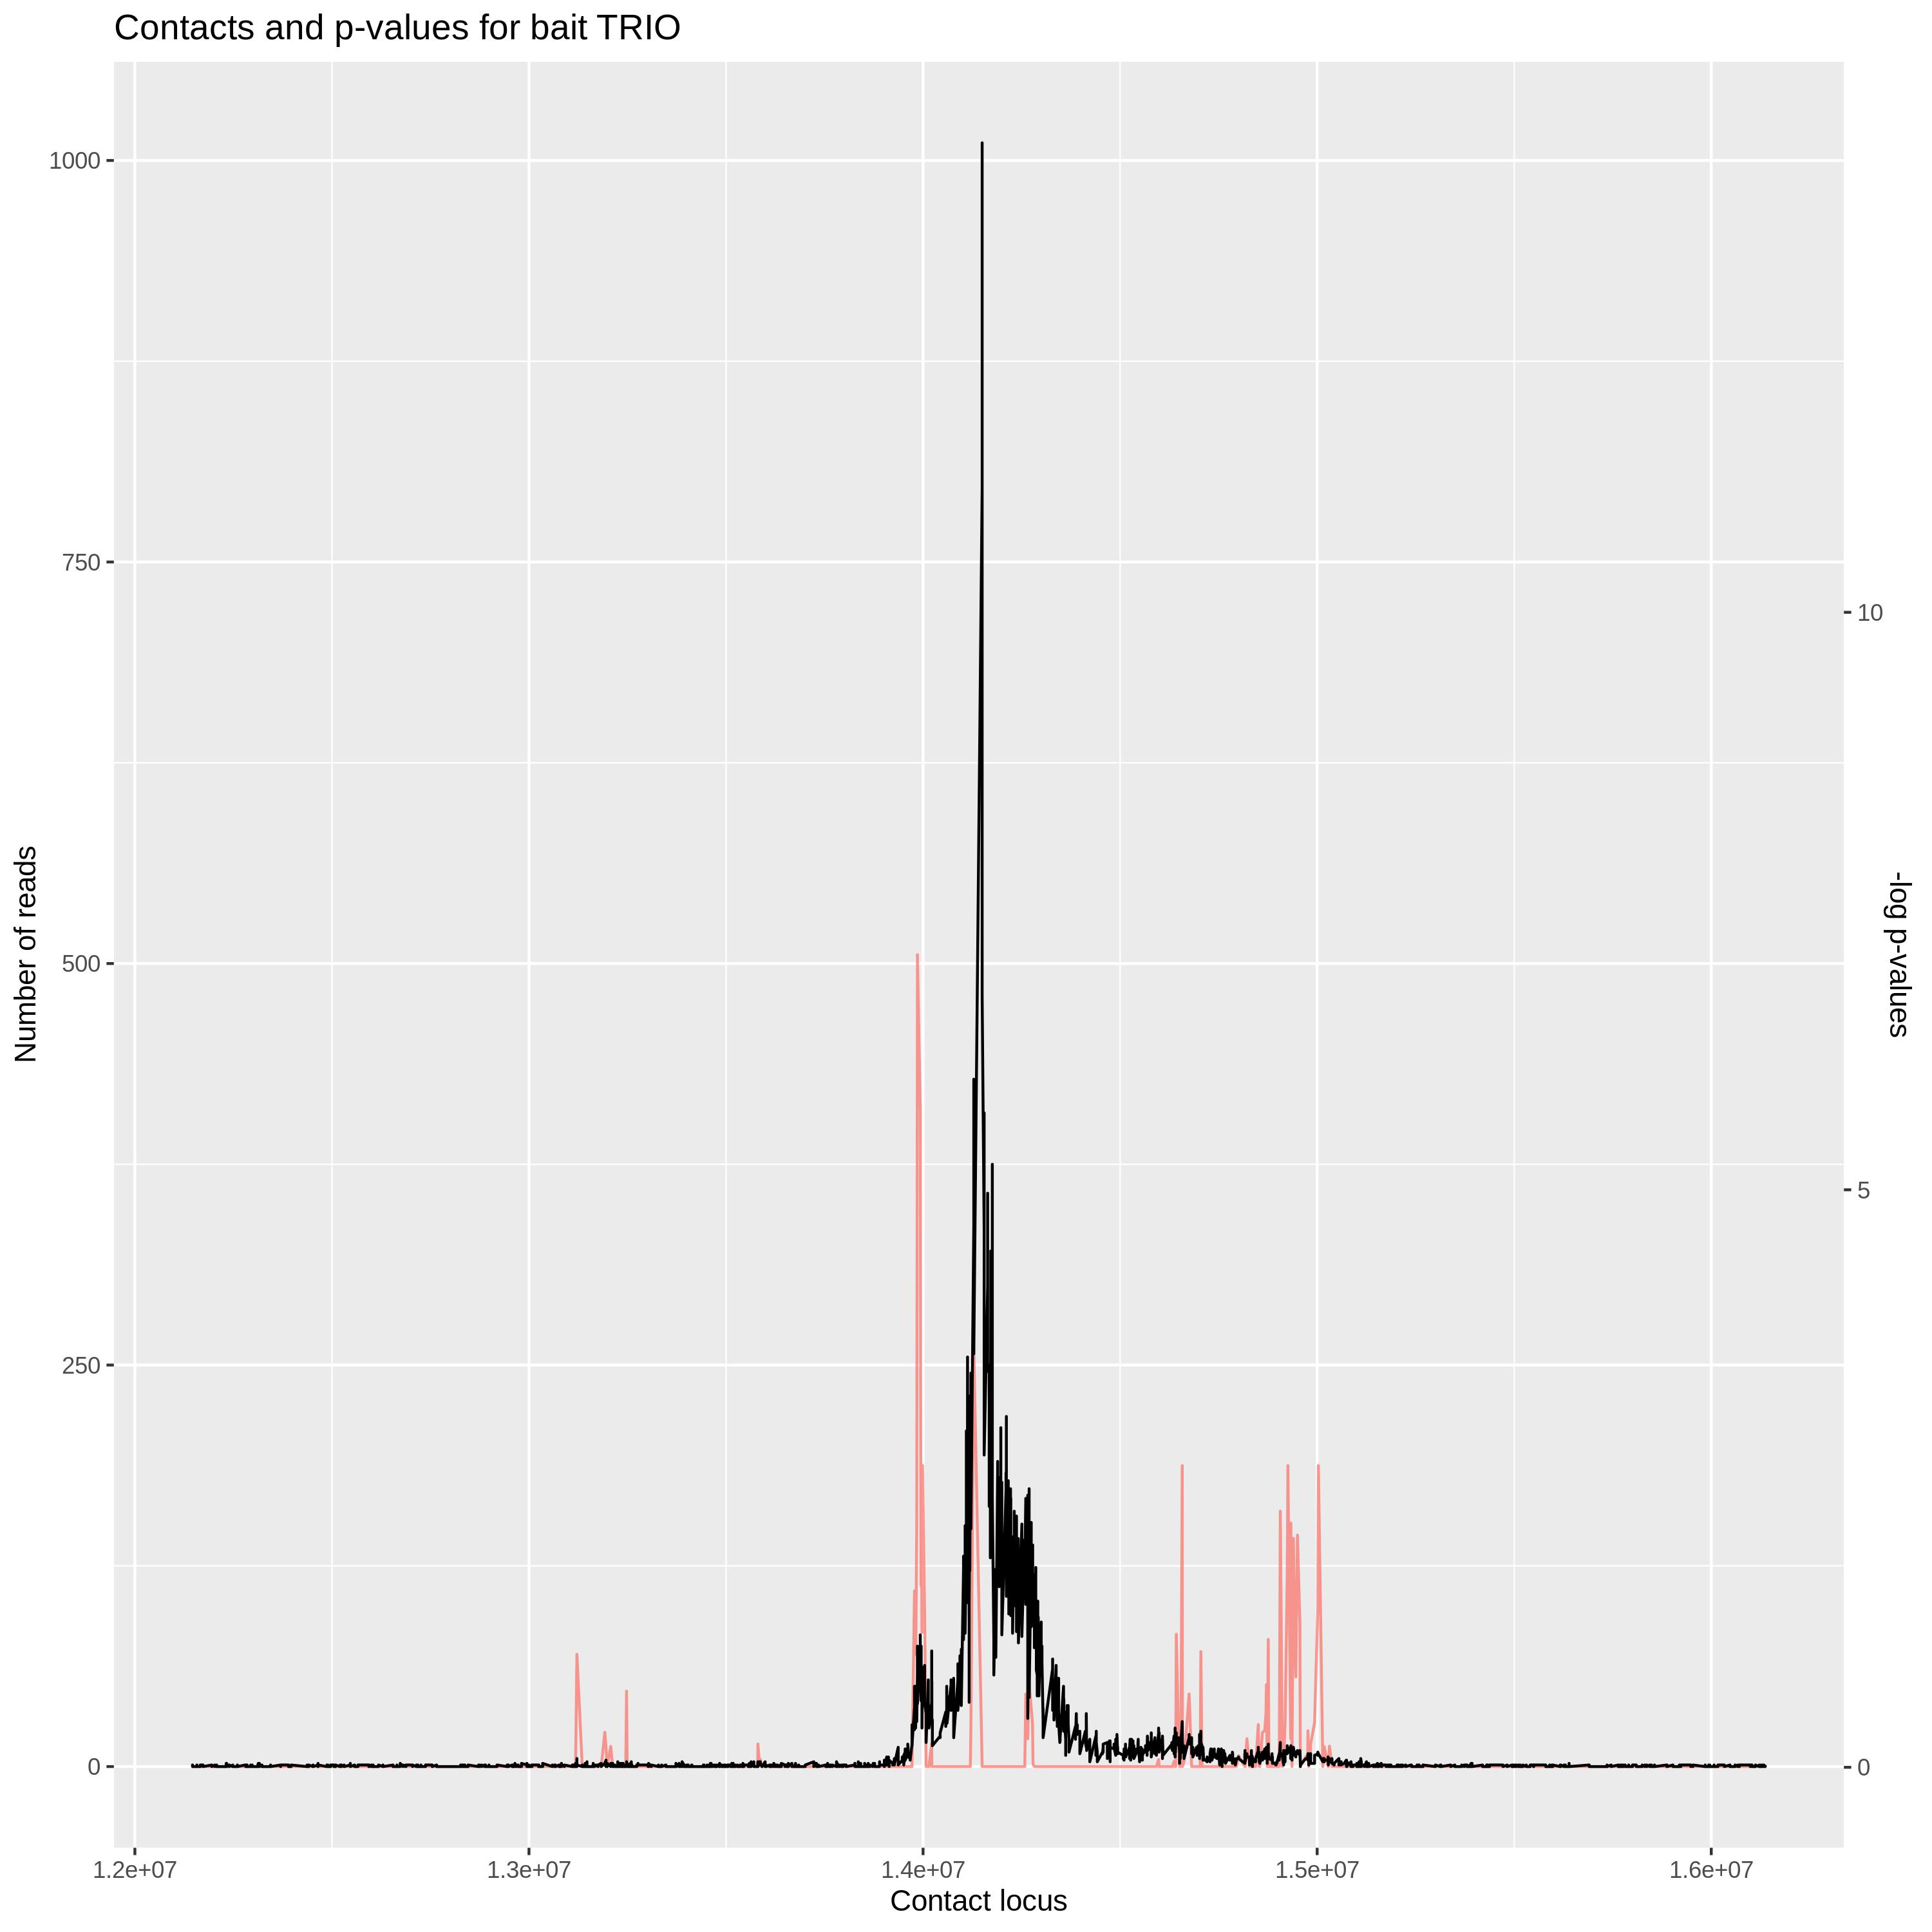 Contacts and p-values for bait TRIO
1000
750
500
250
0
Number of reads
10
5
0
-log p-values
1.2e+07
1.3e+07
1.4e+07
1.5e+07
1.6e+07
Contact locus